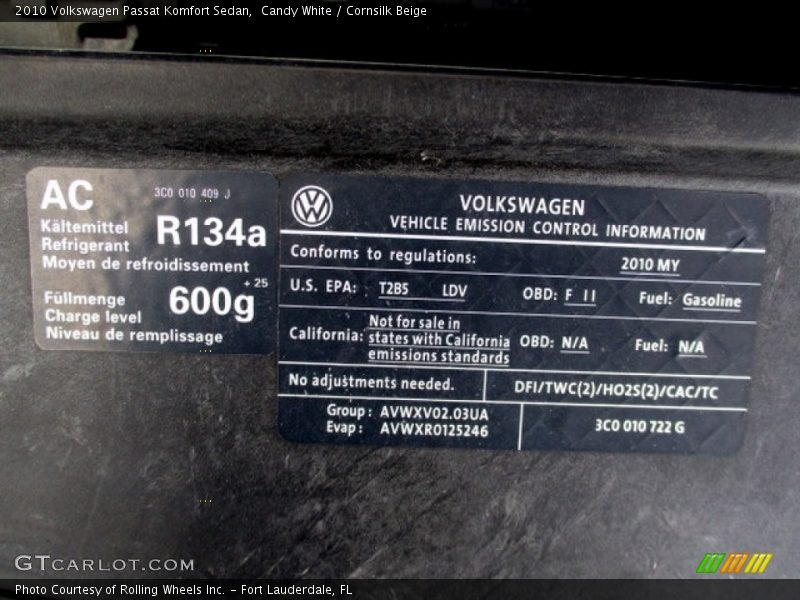 2010 Volkswagen Passat Komfort Sedan,  Candy White / Cornsilk Beige
AC 3C0 010 409 J
Kältemittel
Refrigerant R134a
Moyen de refroidissement
Füllmenge
Charge level 600g +25
Niveau de remplissage
VOLKSWAGEN
VEHICLE EMISSION CONTROL INFORMATION
Conforms to regulations: 2010 MY
U.S. EPA: T2B5 LDV OBD: F II Fuel: Gasoline
California: Not for sale in
states with California
emissions standards OBD: N/A Fuel: N/A
No adjustments needed. DFI/TWC(2)/HO2S(2)/CAC/TC
Group: AVWXV02.03UA
Evap: AVWXR0125246
3C0 010 722 G
GTCARLOT.COM
Photo Courtesy of Rolling Wheels Inc. – Fort Lauderdale, FL